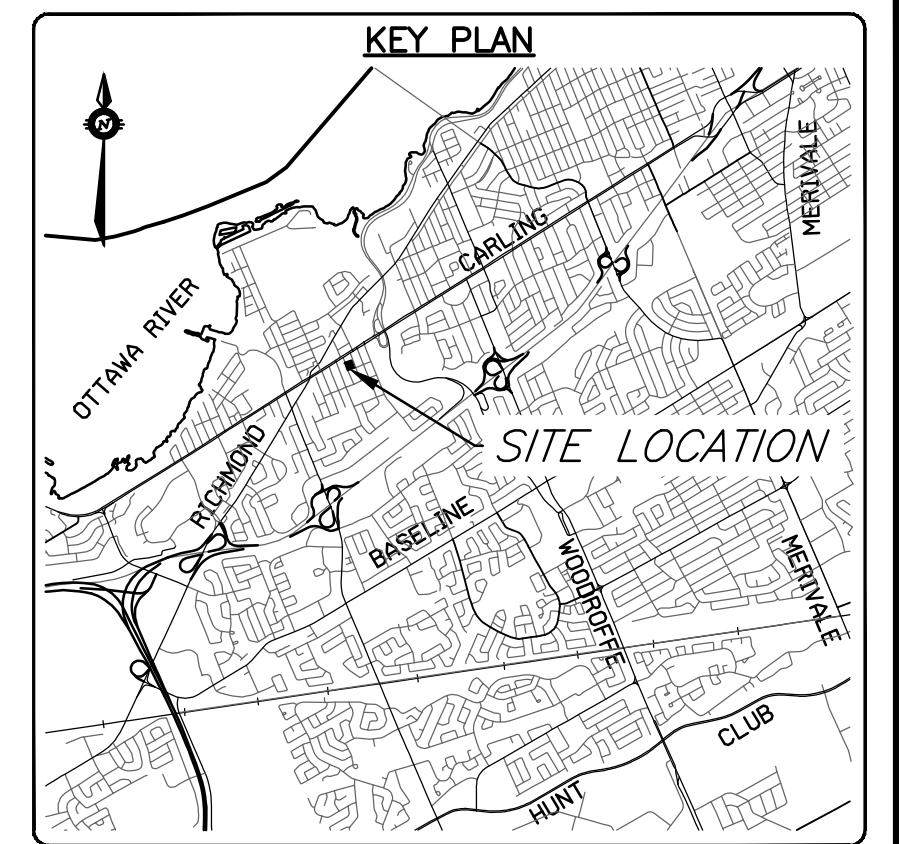 KEY PLAN
N
MERIVALE
CARLING
OTTAWA RIVER
SITE LOCATION
RICHMOND
BASELINE
WOODROFFE
MERIVALE
CLUB
HUNT